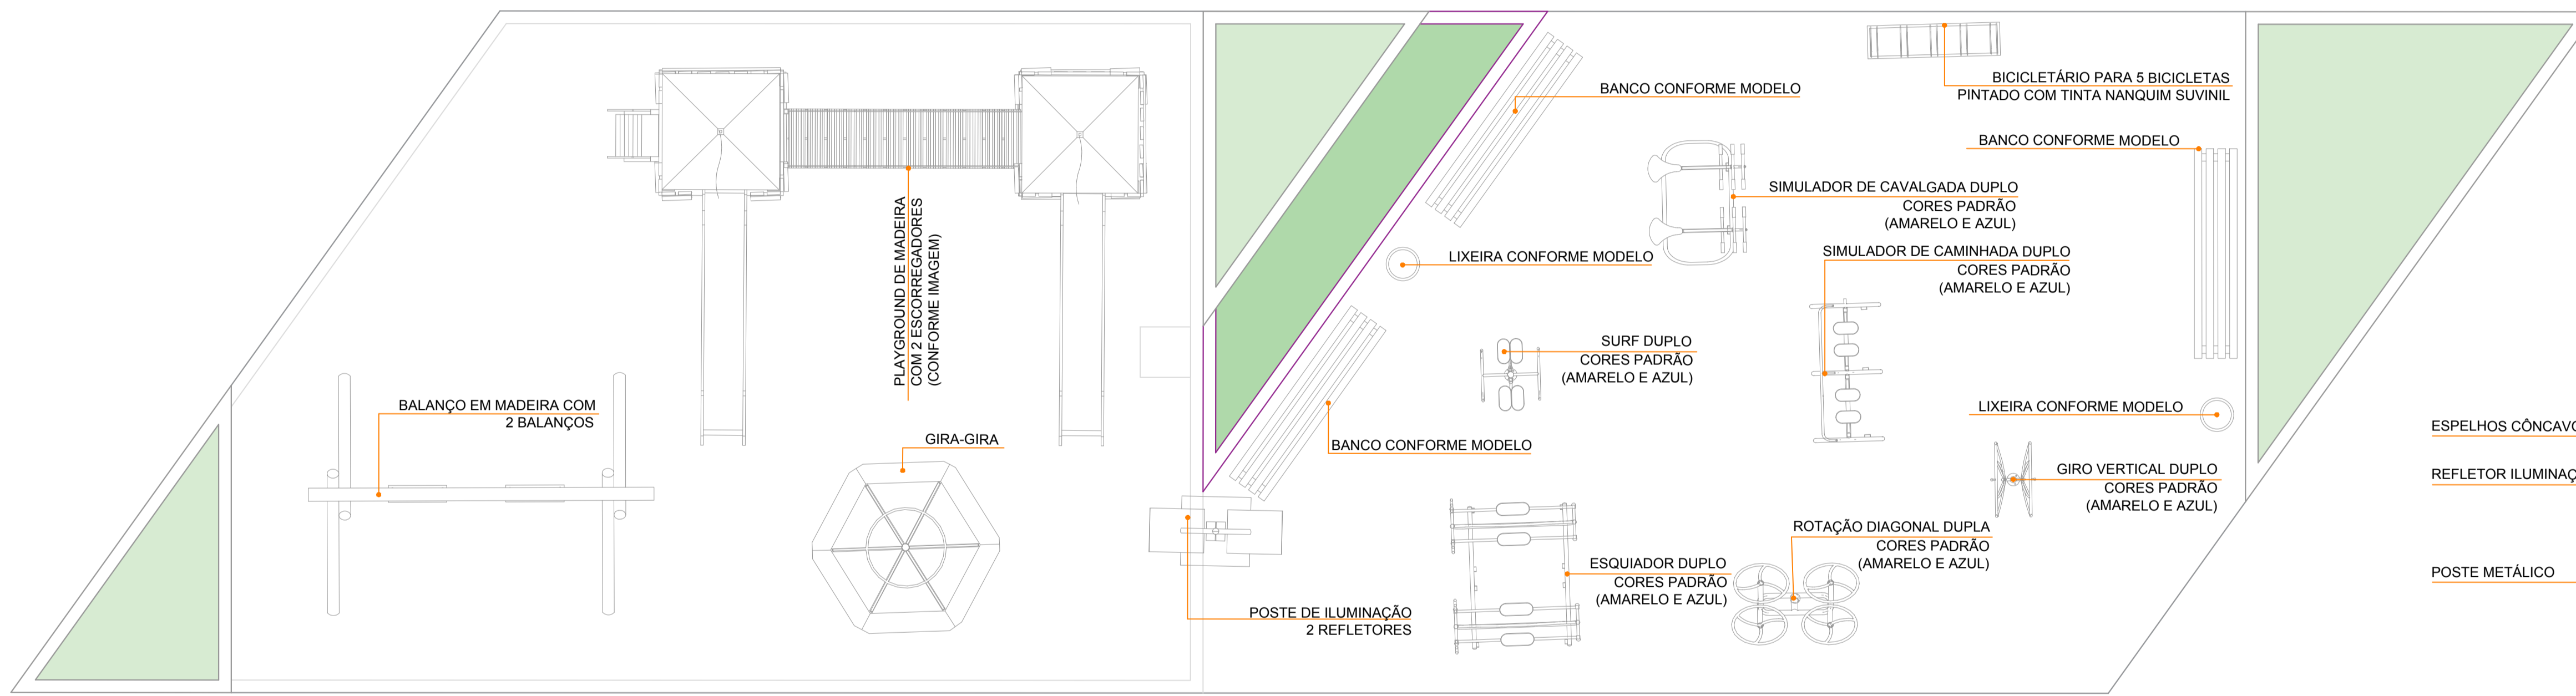 BALANÇO EM MADEIRA COM
2 BALANÇOS
PLAYGROUND DE MADEIRA
COM 2 ESCORREGADORES
(CONFORME IMAGEM)
GIRA-GIRA
POSTE DE ILUMINAÇÃO
2 REFLETORES
BANCO CONFORME MODELO
LIXEIRA CONFORME MODELO
BANCO CONFORME MODELO
BICICLETÁRIO PARA 5 BICICLETAS
PINTADO COM TINTA NANQUIM SUVINIL
BANCO CONFORME MODELO
SIMULADOR DE CAVALGADA DUPLO
CORES PADRÃO
(AMARELO E AZUL)
SIMULADOR DE CAMINHADA DUPLO
CORES PADRÃO
(AMARELO E AZUL)
SURF DUPLO
CORES PADRÃO
(AMARELO E AZUL)
LIXEIRA CONFORME MODELO
GIRO VERTICAL DUPLO
CORES PADRÃO
(AMARELO E AZUL)
ROTAÇÃO DIAGONAL DUPLA
CORES PADRÃO
(AMARELO E AZUL)
ESQUIADOR DUPLO
CORES PADRÃO
(AMARELO E AZUL)
ESPELHOS
REFLETOR
POSTE METÁLICO